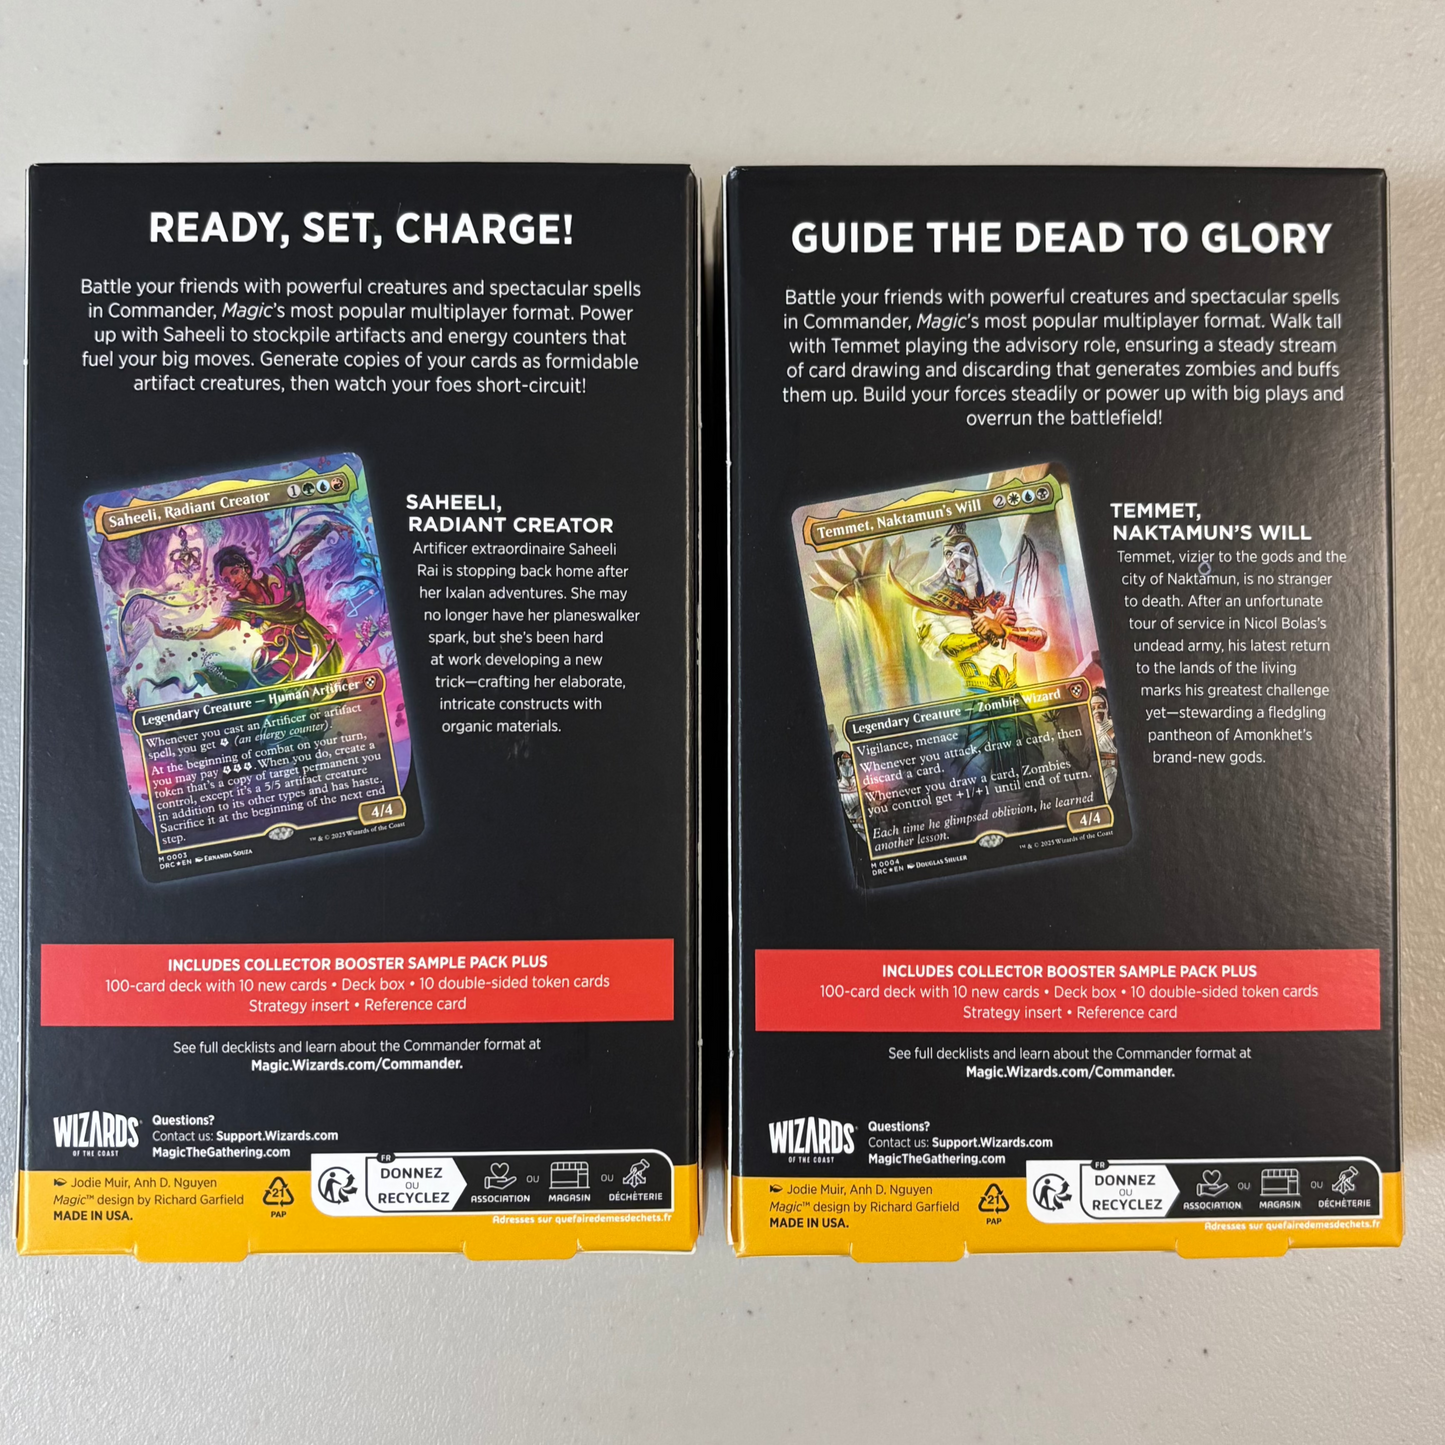 READY, SET, CHARGE!
Battle your friends with powerful creatures and spectacular spells
in Commander, Magic's most popular multiplayer format. Power
up with Saheeli to stockpile artifacts and energy counters that
fuel your big moves. Generate copies of your cards as formidable
artifact creatures, then watch your foes short-circuit!
Saheeli, Radiant Creator 1
Legendary Creature — Human Artificer
Whenever you cast an Artificer or artifact
spell, you get (an energy counter).
At the beginning of combat on your turn,
you may pay . When you do, create a
token that's a copy of target permanent you
control, except it's a 5/5 artifact creature
in addition to its other types and has haste.
Sacrifice it at the beginning of the next end
step.
4/4
M 0003
DRC ★ EN ERNANDA SOUZA
™ & © 2025 Wizards of the Coast
SAHEELI,
RADIANT CREATOR
Artificer extraordinaire Saheeli
Rai is stopping back home after
her Ixalan adventures. She may
no longer have her planeswalker
spark, but she's been hard
at work developing a new
trick—crafting her elaborate,
intricate constructs with
organic materials.
INCLUDES COLLECTOR BOOSTER SAMPLE PACK PLUS
100-card deck with 10 new cards • Deck box • 10 double-sided token cards
Strategy insert • Reference card
See full decklists and learn about the Commander format at
Magic.Wizards.com/Commander.
WIZARDS
OF THE COAST
Questions?
Contact us: Support.Wizards.com
MagicTheGathering.com
Jodie Muir, Anh D. Nguyen
Magic™ design by Richard Garfield
MADE IN USA.
21
PAP
FR
DONNEZ
OU
RECYCLEZ
ASSOCIATION OU MAGASIN OU DÉCHÈTERIE
Adresses sur quefairedemesdechets.fr
GUIDE THE DEAD TO GLORY
Battle your friends with powerful creatures and spectacular spells
in Commander, Magic's most popular multiplayer format. Walk tall
with Temmet playing the advisory role, ensuring a steady stream
of card drawing and discarding that generates zombies and buffs
them up. Build your forces steadily or power up with big plays and
overrun the battlefield!
Temmet, Naktamun's Will 2
Legendary Creature — Zombie Wizard
Vigilance, menace
Whenever you attack, draw a card, then
discard a card.
Whenever you draw a card, Zombies
you control get +1/+1 until end of turn.
Each time he glimpsed oblivion, he learned
another lesson.
4/4
M 0004
DRC ★ EN DOUGLAS SHULER
™ & © 2025 Wizards of the Coast
TEMMET,
NAKTAMUN'S WILL
Temmet, vizier to the gods and the
city of Naktamun, is no stranger
to death. After an unfortunate
tour of service in Nicol Bolas's
undead army, his latest return
to the lands of the living
marks his greatest challenge
yet—stewarding a fledgling
pantheon of Amonkhet's
brand-new gods.
INCLUDES COLLECTOR BOOSTER SAMPLE PACK PLUS
100-card deck with 10 new cards • Deck box • 10 double-sided token cards
Strategy insert • Reference card
See full decklists and learn about the Commander format at
Magic.Wizards.com/Commander.
WIZARDS
OF THE COAST
Questions?
Contact us: Support.Wizards.com
MagicTheGathering.com
Jodie Muir, Anh D. Nguyen
Magic™ design by Richard Garfield
MADE IN USA.
21
PAP
FR
DONNEZ
OU
RECYCLEZ
ASSOCIATION OU MAGASIN OU DÉCHÈTERIE
Adresses sur quefairedemesdechets.fr